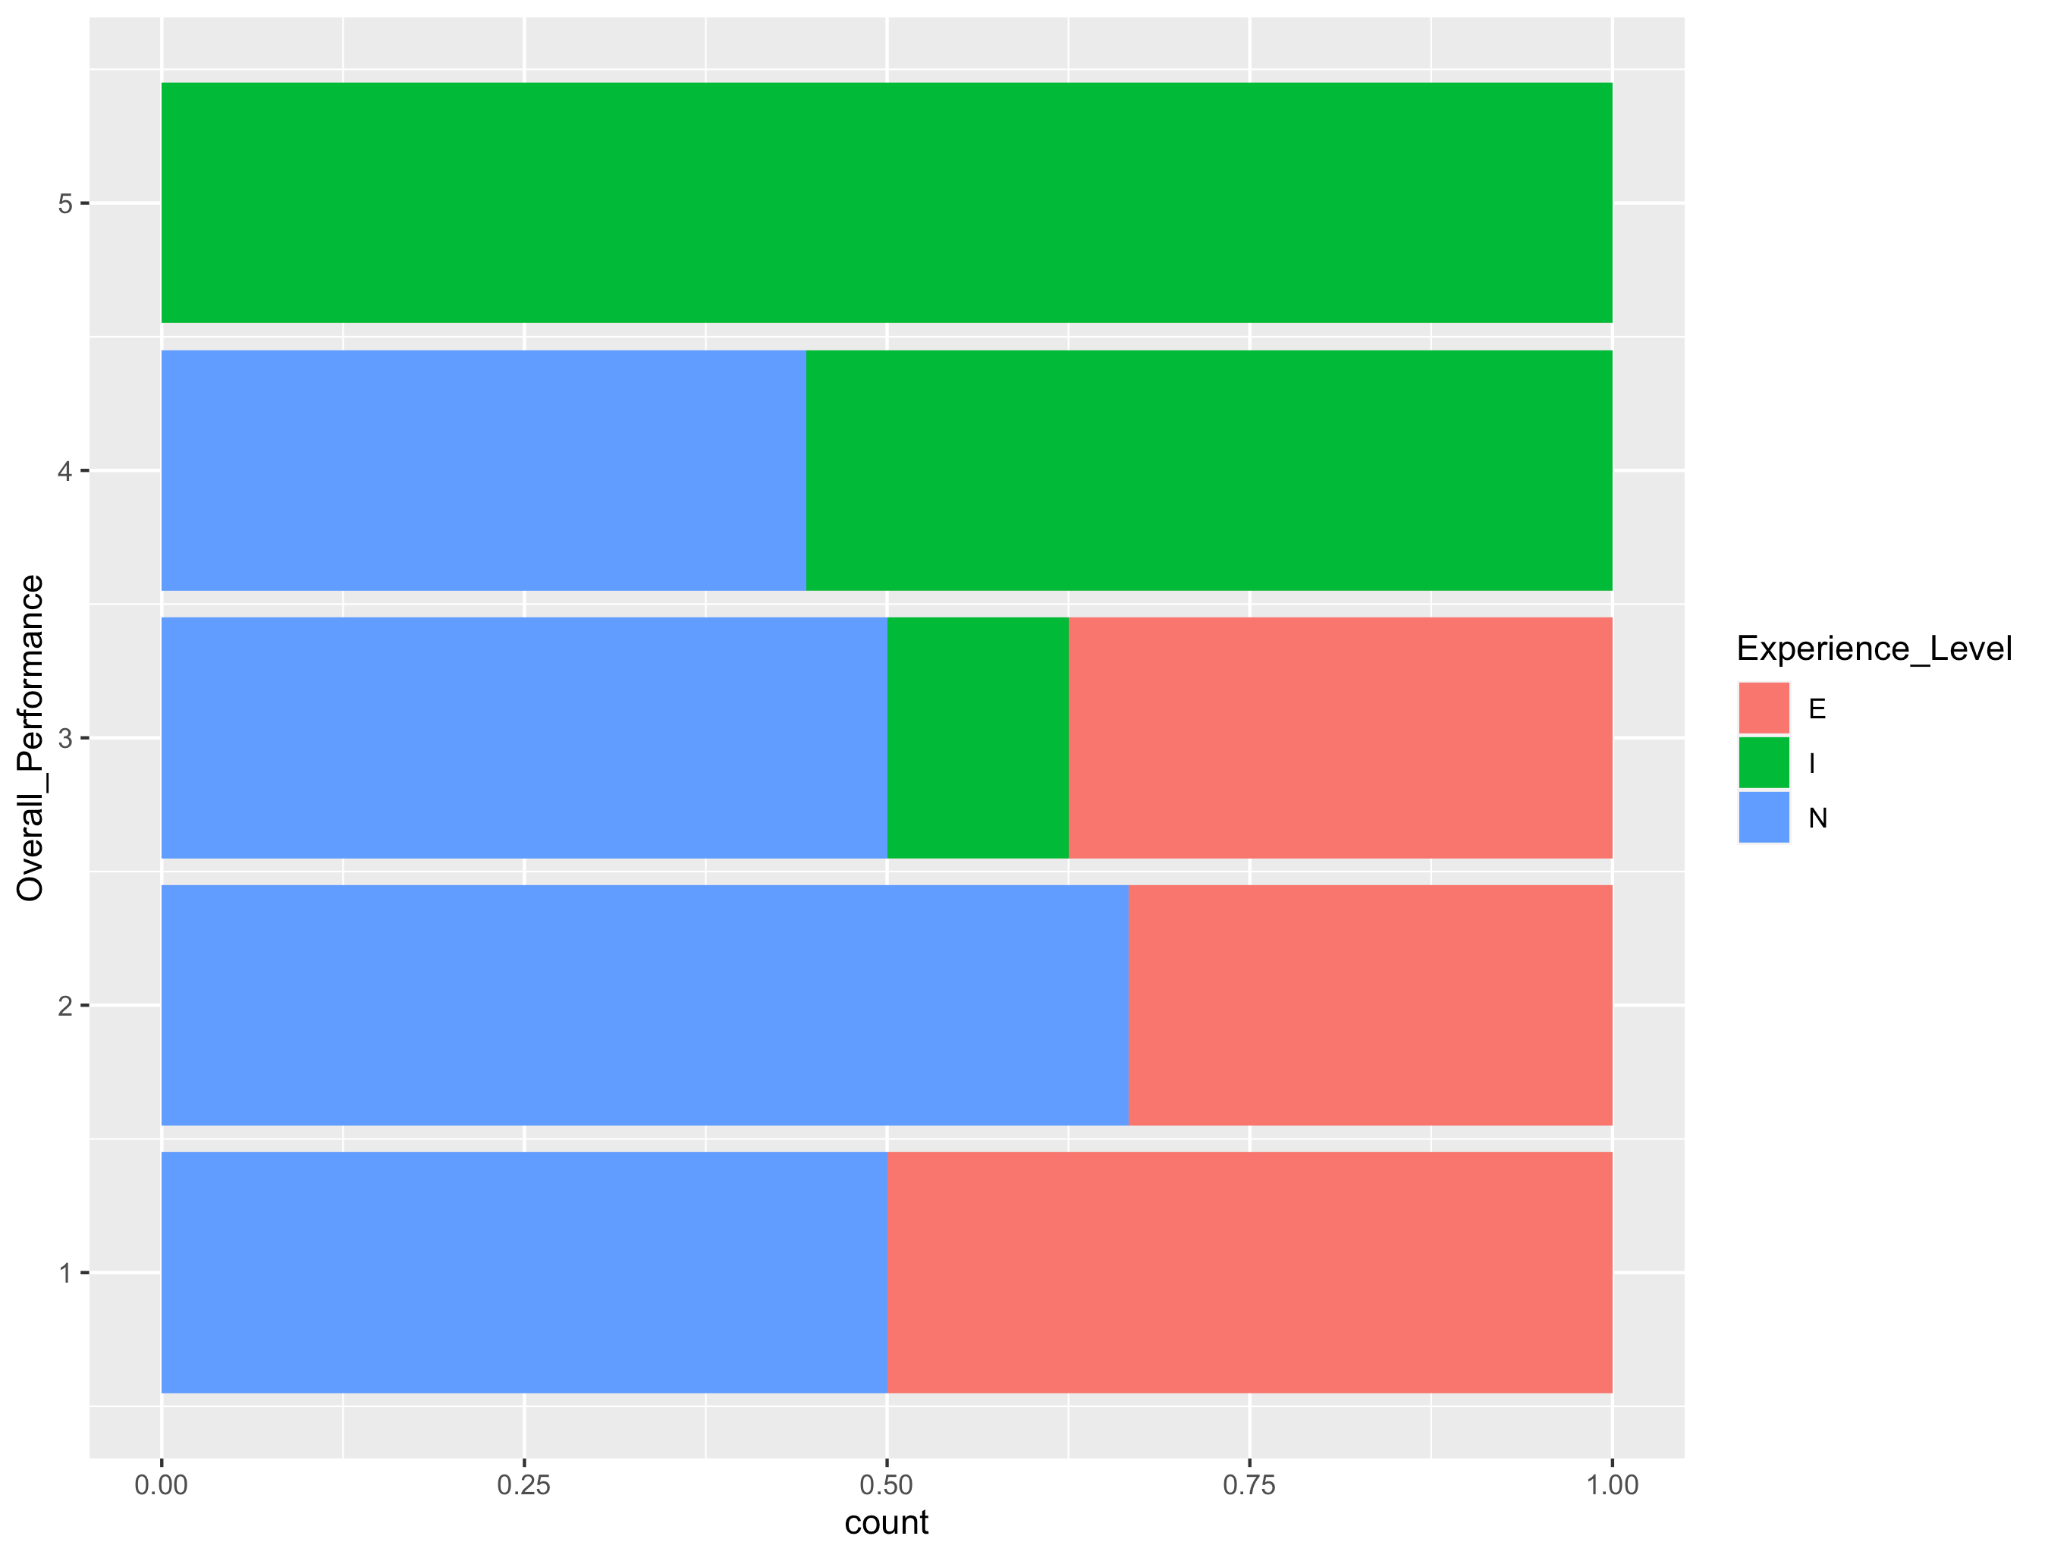 Overall_Performance
5
4
3
2
1
0.00 0.25 0.50 0.75 1.00
count
Experience_Level
E
I
N